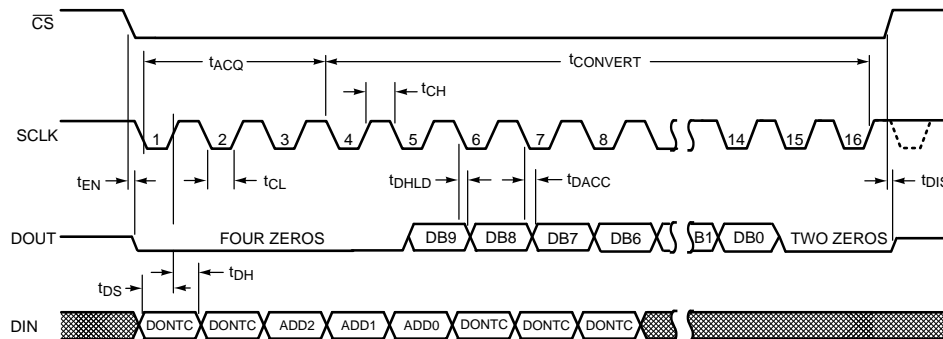 CS
tACQ
tCONVERT
tCH
SCLK
1 2 3 4 5 6 7 8 14 15 16
tEN
tCL
tDHLD
tDACC
tDIS
DOUT
FOUR ZEROS DB9 DB8 DB7 DB6 B1 DB0 TWO ZEROS
tDS
tDH
DIN
DONTC DONTC ADD2 ADD1 ADD0 DONTC DONTC DONTC